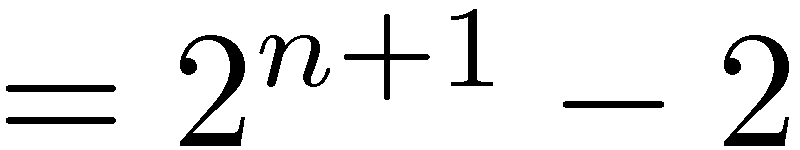 = 2^{n+1} − 2